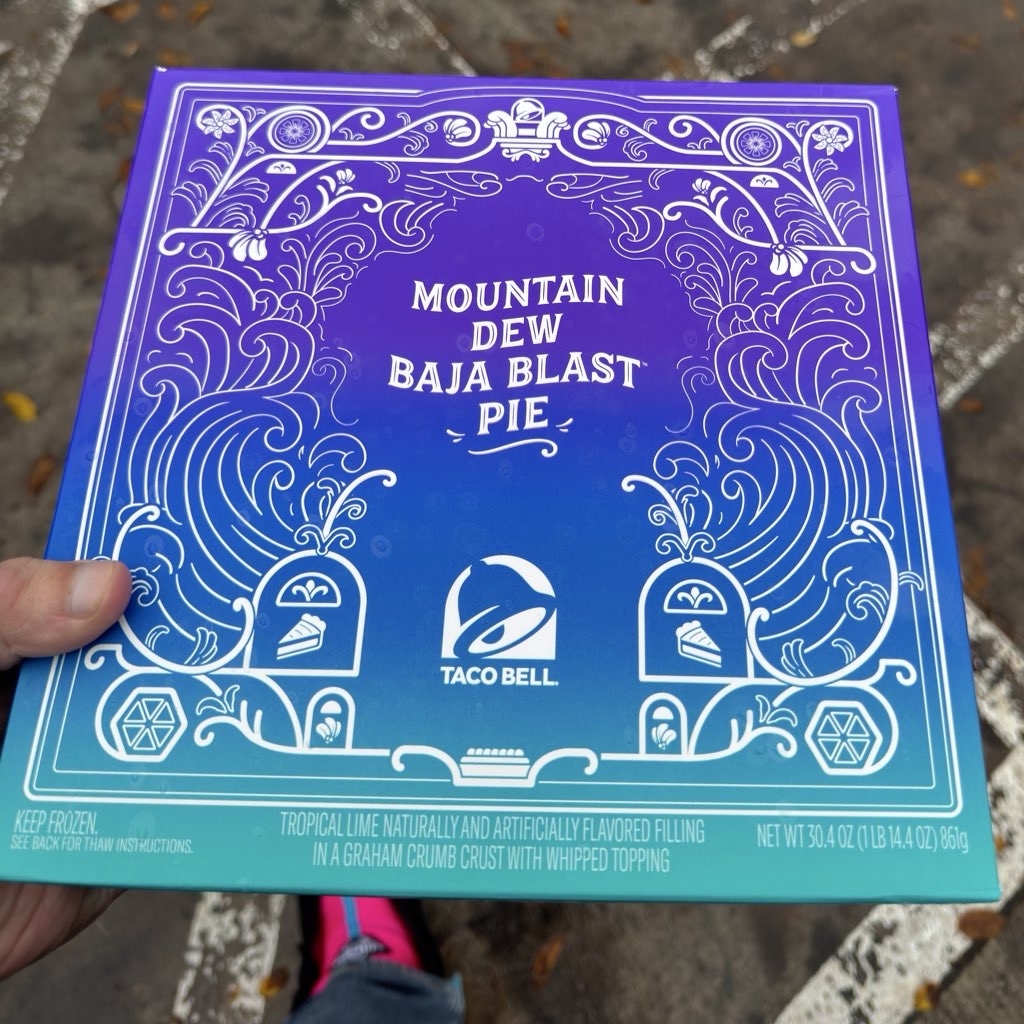 MOUNTAIN
DEW
BAJA BLAST™
PIE
TACO BELL®
KEEP FROZEN.
SEE BACK FOR THAW INSTRUCTIONS.
TROPICAL LIME NATURALLY AND ARTIFICIALLY FLAVORED FILLING
IN A GRAHAM CRUMB CRUST WITH WHIPPED TOPPING
NET WT 30.4 OZ (1 LB 14.4 OZ) 861g